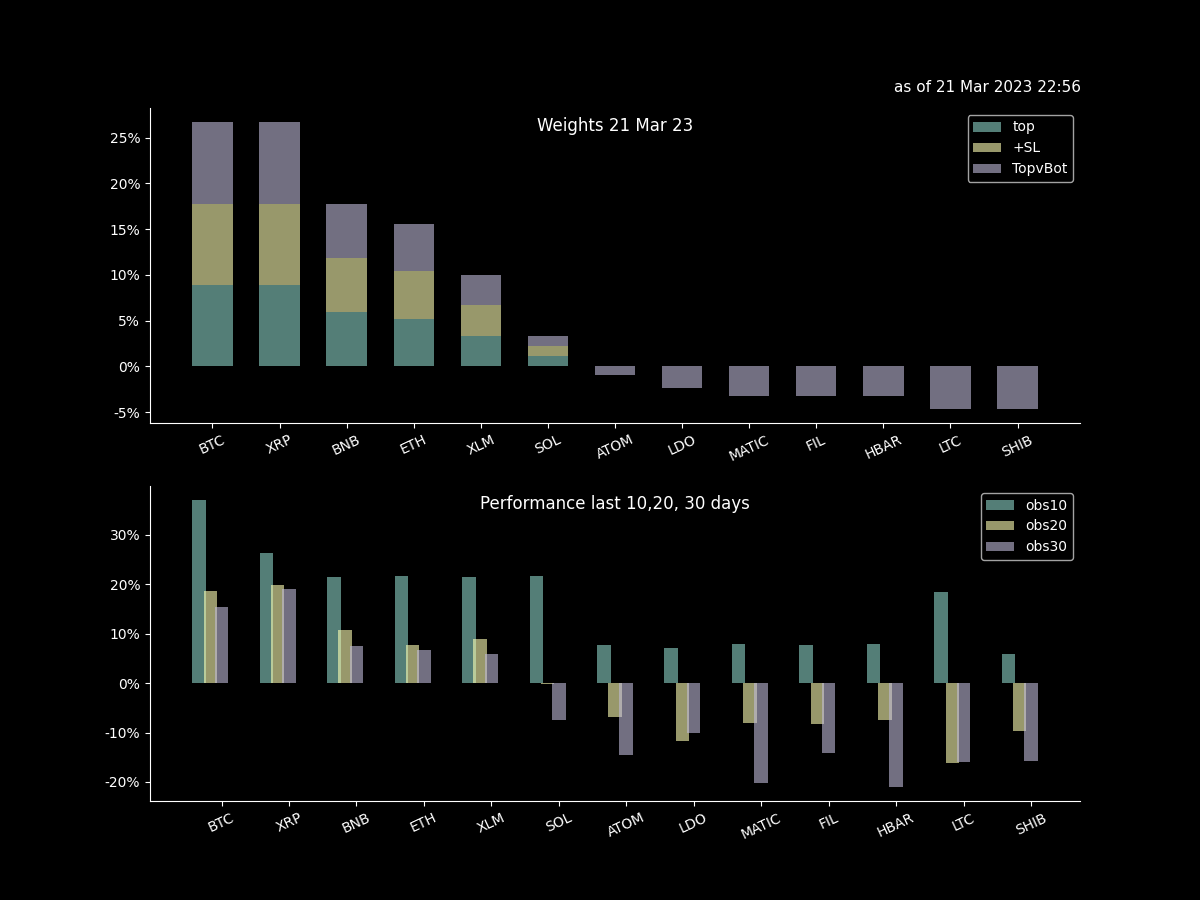 as of 21 Mar 2023 22:56
Weights 21 Mar 23
top
+SL
TopvBot
25%
20%
15%
10%
5%
0%
-5%
BTC XRP BNB ETH XLM SOL ATOM LDO MATIC FIL HBAR LTC SHIB
Performance last 10,20, 30 days
obs10
obs20
obs30
30%
20%
10%
0%
-10%
-20%
BTC XRP BNB ETH XLM SOL ATOM LDO MATIC FIL HBAR LTC SHIB